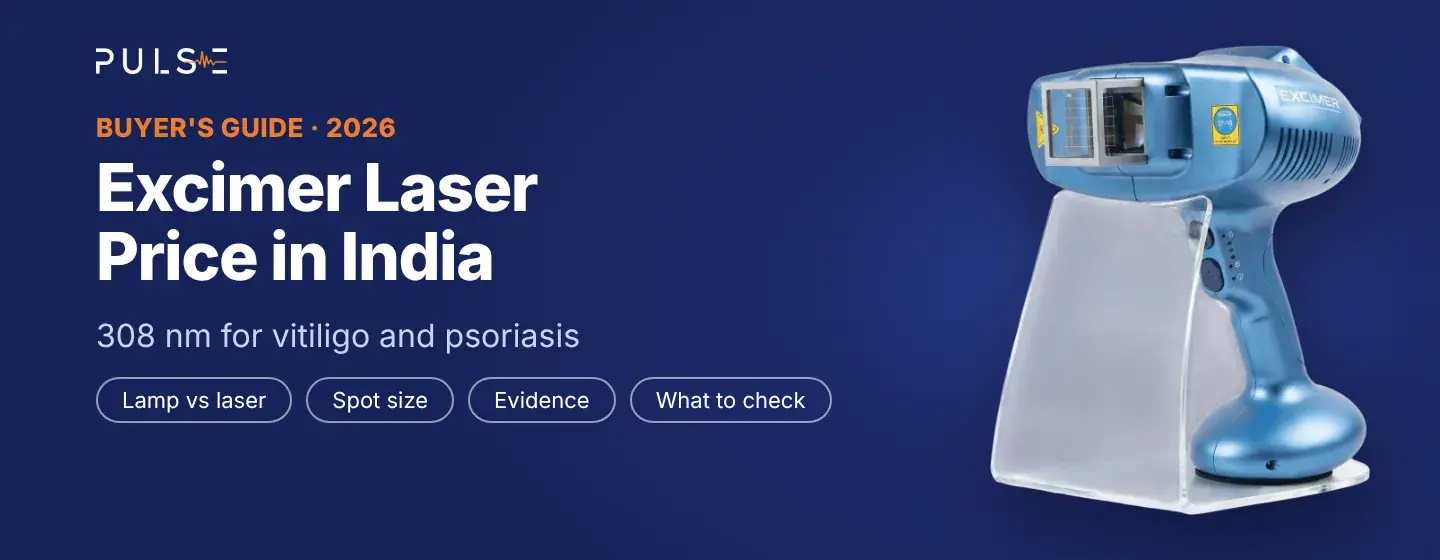 PULSE
BUYER'S GUIDE · 2026
Excimer Laser
Price in India
308 nm for vitiligo and psoriasis
Lamp vs laser
Spot size
Evidence
What to check
EXCIMER